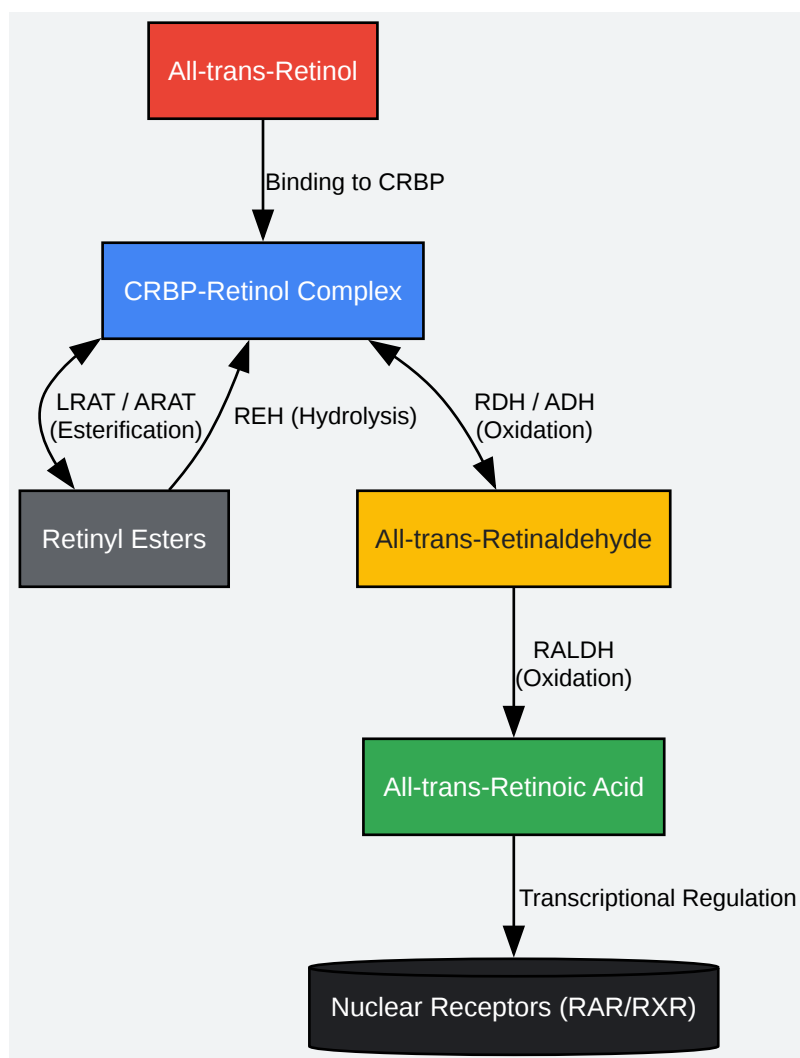 All-trans-Retinol
Binding to CRBP
CRBP-Retinol Complex
LRAT / ARAT
(Esterification)
REH (Hydrolysis)
RDH / ADH
(Oxidation)
Retinyl Esters
All-trans-Retinaldehyde
RALDH
(Oxidation)
All-trans-Retinoic Acid
Transcriptional Regulation
Nuclear Receptors (RAR/RXR)